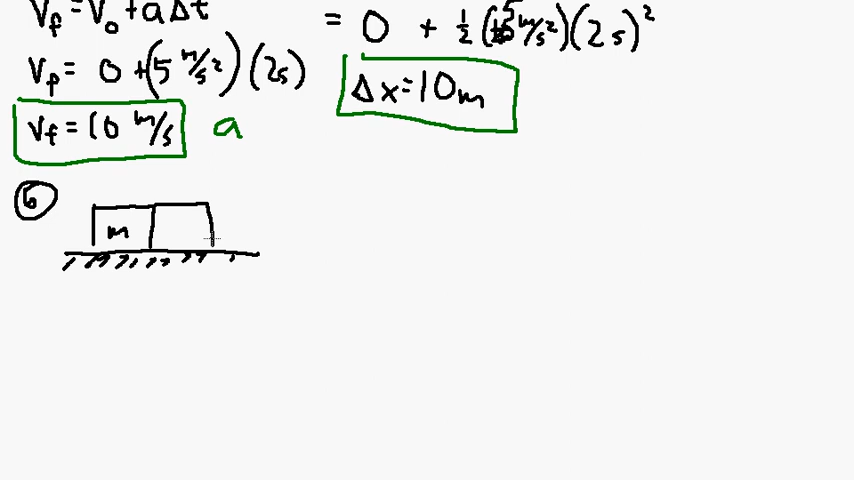 Vf = V₀ + aΔt
= 0 + ½ (5 m/s²)(2s)²
Vf = 0 + (5 m/s²)(2s)
Δx = 10m
Vf = 10 m/s a
6
m